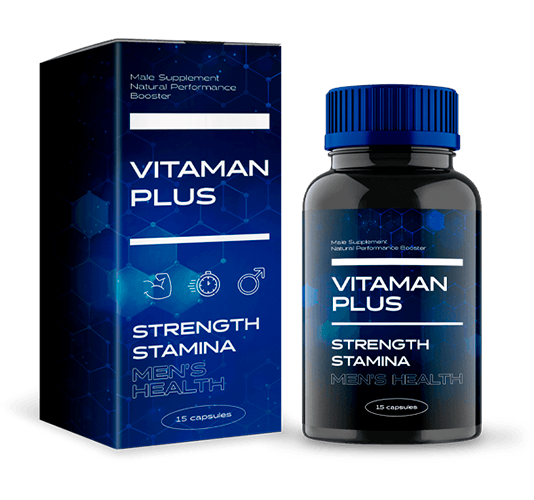 Male Supplement
Natural Performance
Booster
VITAMAN
PLUS
STRENGTH
STAMINA
MEN'S
HEALTH
15 capsules
Male Supplement
Natural Performance Booster
VITAMAN
PLUS
STRENGTH
STAMINA
MEN'S HEALTH
15 capsules